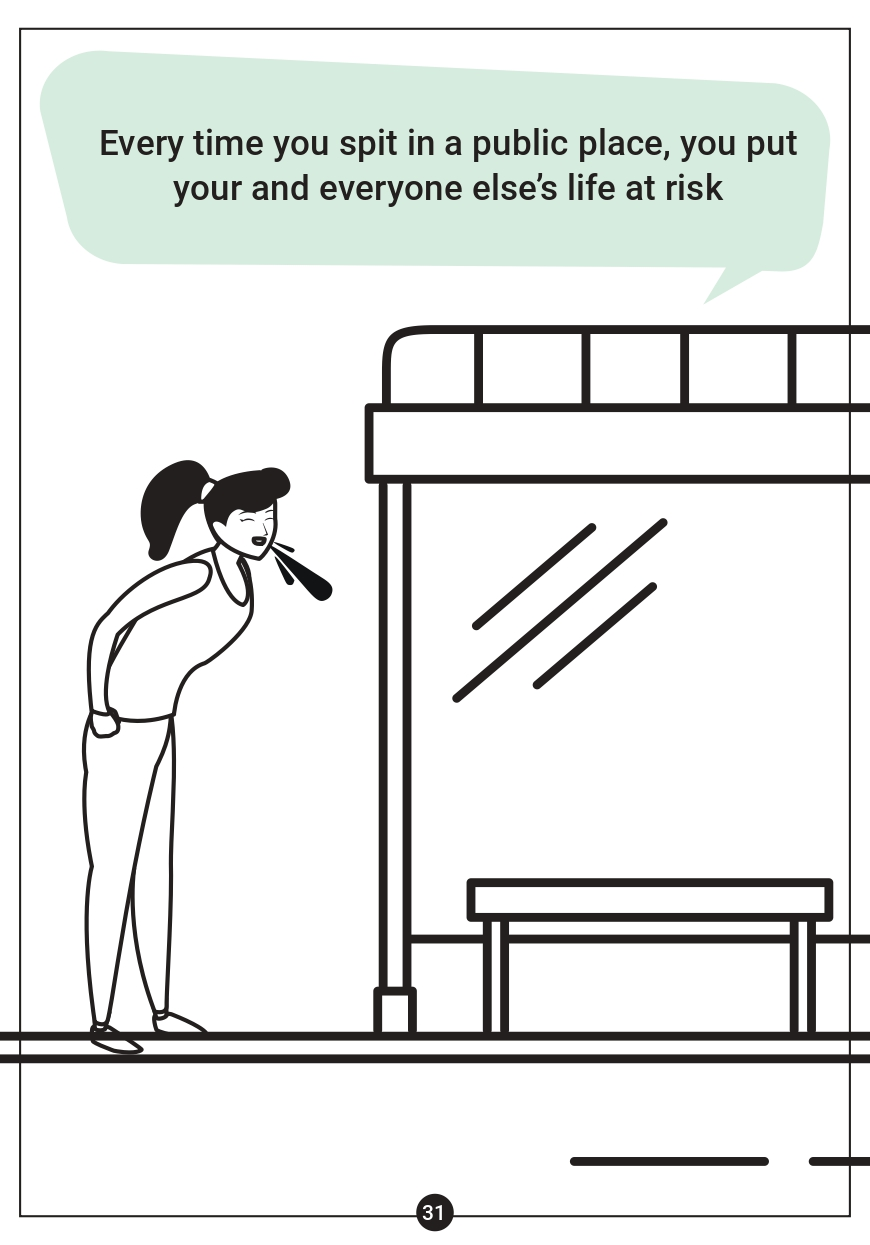 Every time you spit in a public place, you put
your and everyone else’s life at risk
31